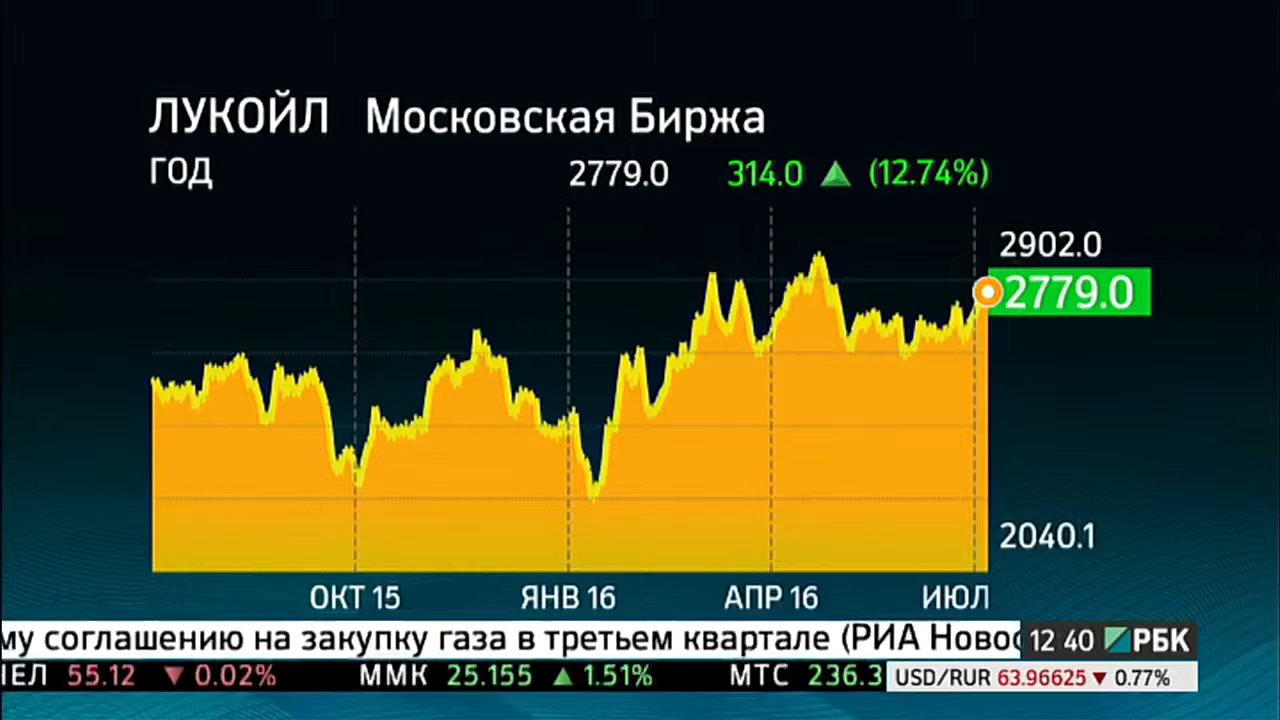 ЛУКОЙЛ Московская Биржа
ГОД 2779.0 314.0 ▲ (12.74%)
2902.0
2779.0
2040.1
ОКТ 15 ЯНВ 16 АПР 16 ИЮЛ
му соглашению на закупку газа в третьем квартале (РИА Новос 12 40 РБК
ЧЕЛ 55.12 ▼ 0.02% ММК 25.155 ▲ 1.51% МТС 236.3 USD/RUR 63.96625 ▼ 0.77%